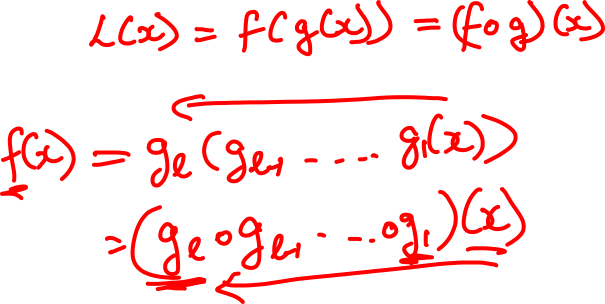 L(x) = f(g(x)) = (f∘g)(x)
f(x) = gₗ(gₗ₋₁ ---- ... g₁(x))
= (gₗ∘gₗ₋₁ ---... ∘g₁)(x)